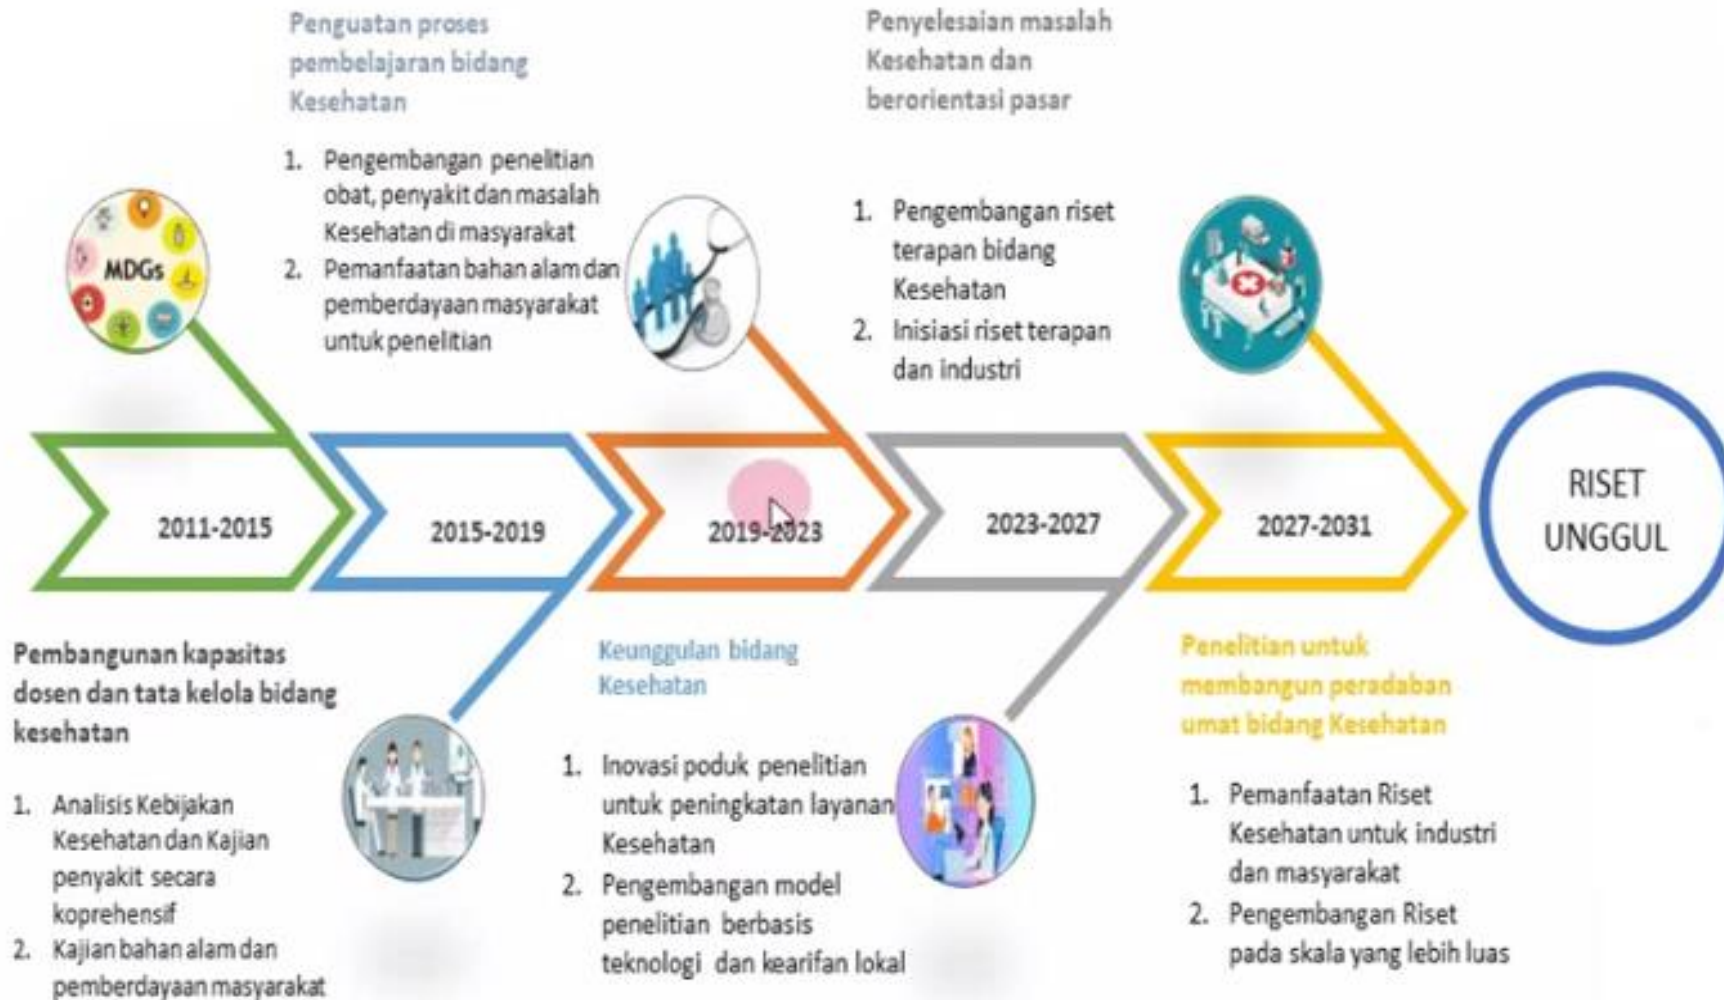 Penguatan proses
pembelajaran bidang
Kesehatan
1. Pengembangan penelitian
obat, penyakit dan masalah
Kesehatan di masyarakat
2. Pemanfaatan bahan alam dan
pemberdayaan masyarakat
untuk penelitian
Penyelesaian masalah
Kesehatan dan
berorientasi pasar
1. Pengembangan riset
terapan bidang
Kesehatan
2. Inisiasi riset terapan
dan industri
MDGs
2011-2015
2015-2019
2019-2023
2023-2027
2027-2031
RISET
UNGGUL
Pembangunan kapasitas
dosen dan tata kelola bidang
kesehatan
1. Analisis Kebijakan
Kesehatan dan Kajian
penyakit secara
koprehensif
2. Kajian bahan alam dan
pemberdayaan masyarakat
Keunggulan bidang
Kesehatan
1. Inovasi poduk penelitian
untuk peningkatan layanan
Kesehatan
2. Pengembangan model
penelitian berbasis
teknologi dan kearifan lokal
Penelitian untuk
membangun peradaban
umat bidang Kesehatan
1. Pemanfaatan Riset
Kesehatan untuk industri
dan masyarakat
2. Pengembangan Riset
pada skala yang lebih luas